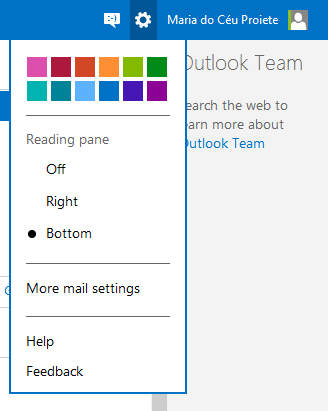 Maria do Céu Proiete
Outlook Team
earch the web to
earn more about
Outlook Team
Reading pane
Off
Right
Bottom
More mail settings
Help
Feedback